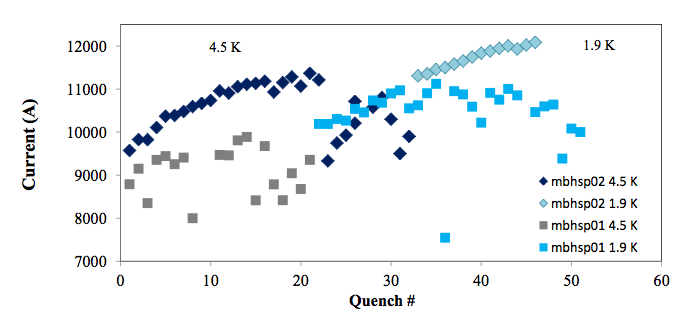 4.5 K
1.9 K
Current (A)
12000
11000
10000
9000
8000
7000
0
10
20
30
40
50
60
Quench #
mbhsp02 4.5 K
mbhsp02 1.9 K
mbhsp01 4.5 K
mbhsp01 1.9 K